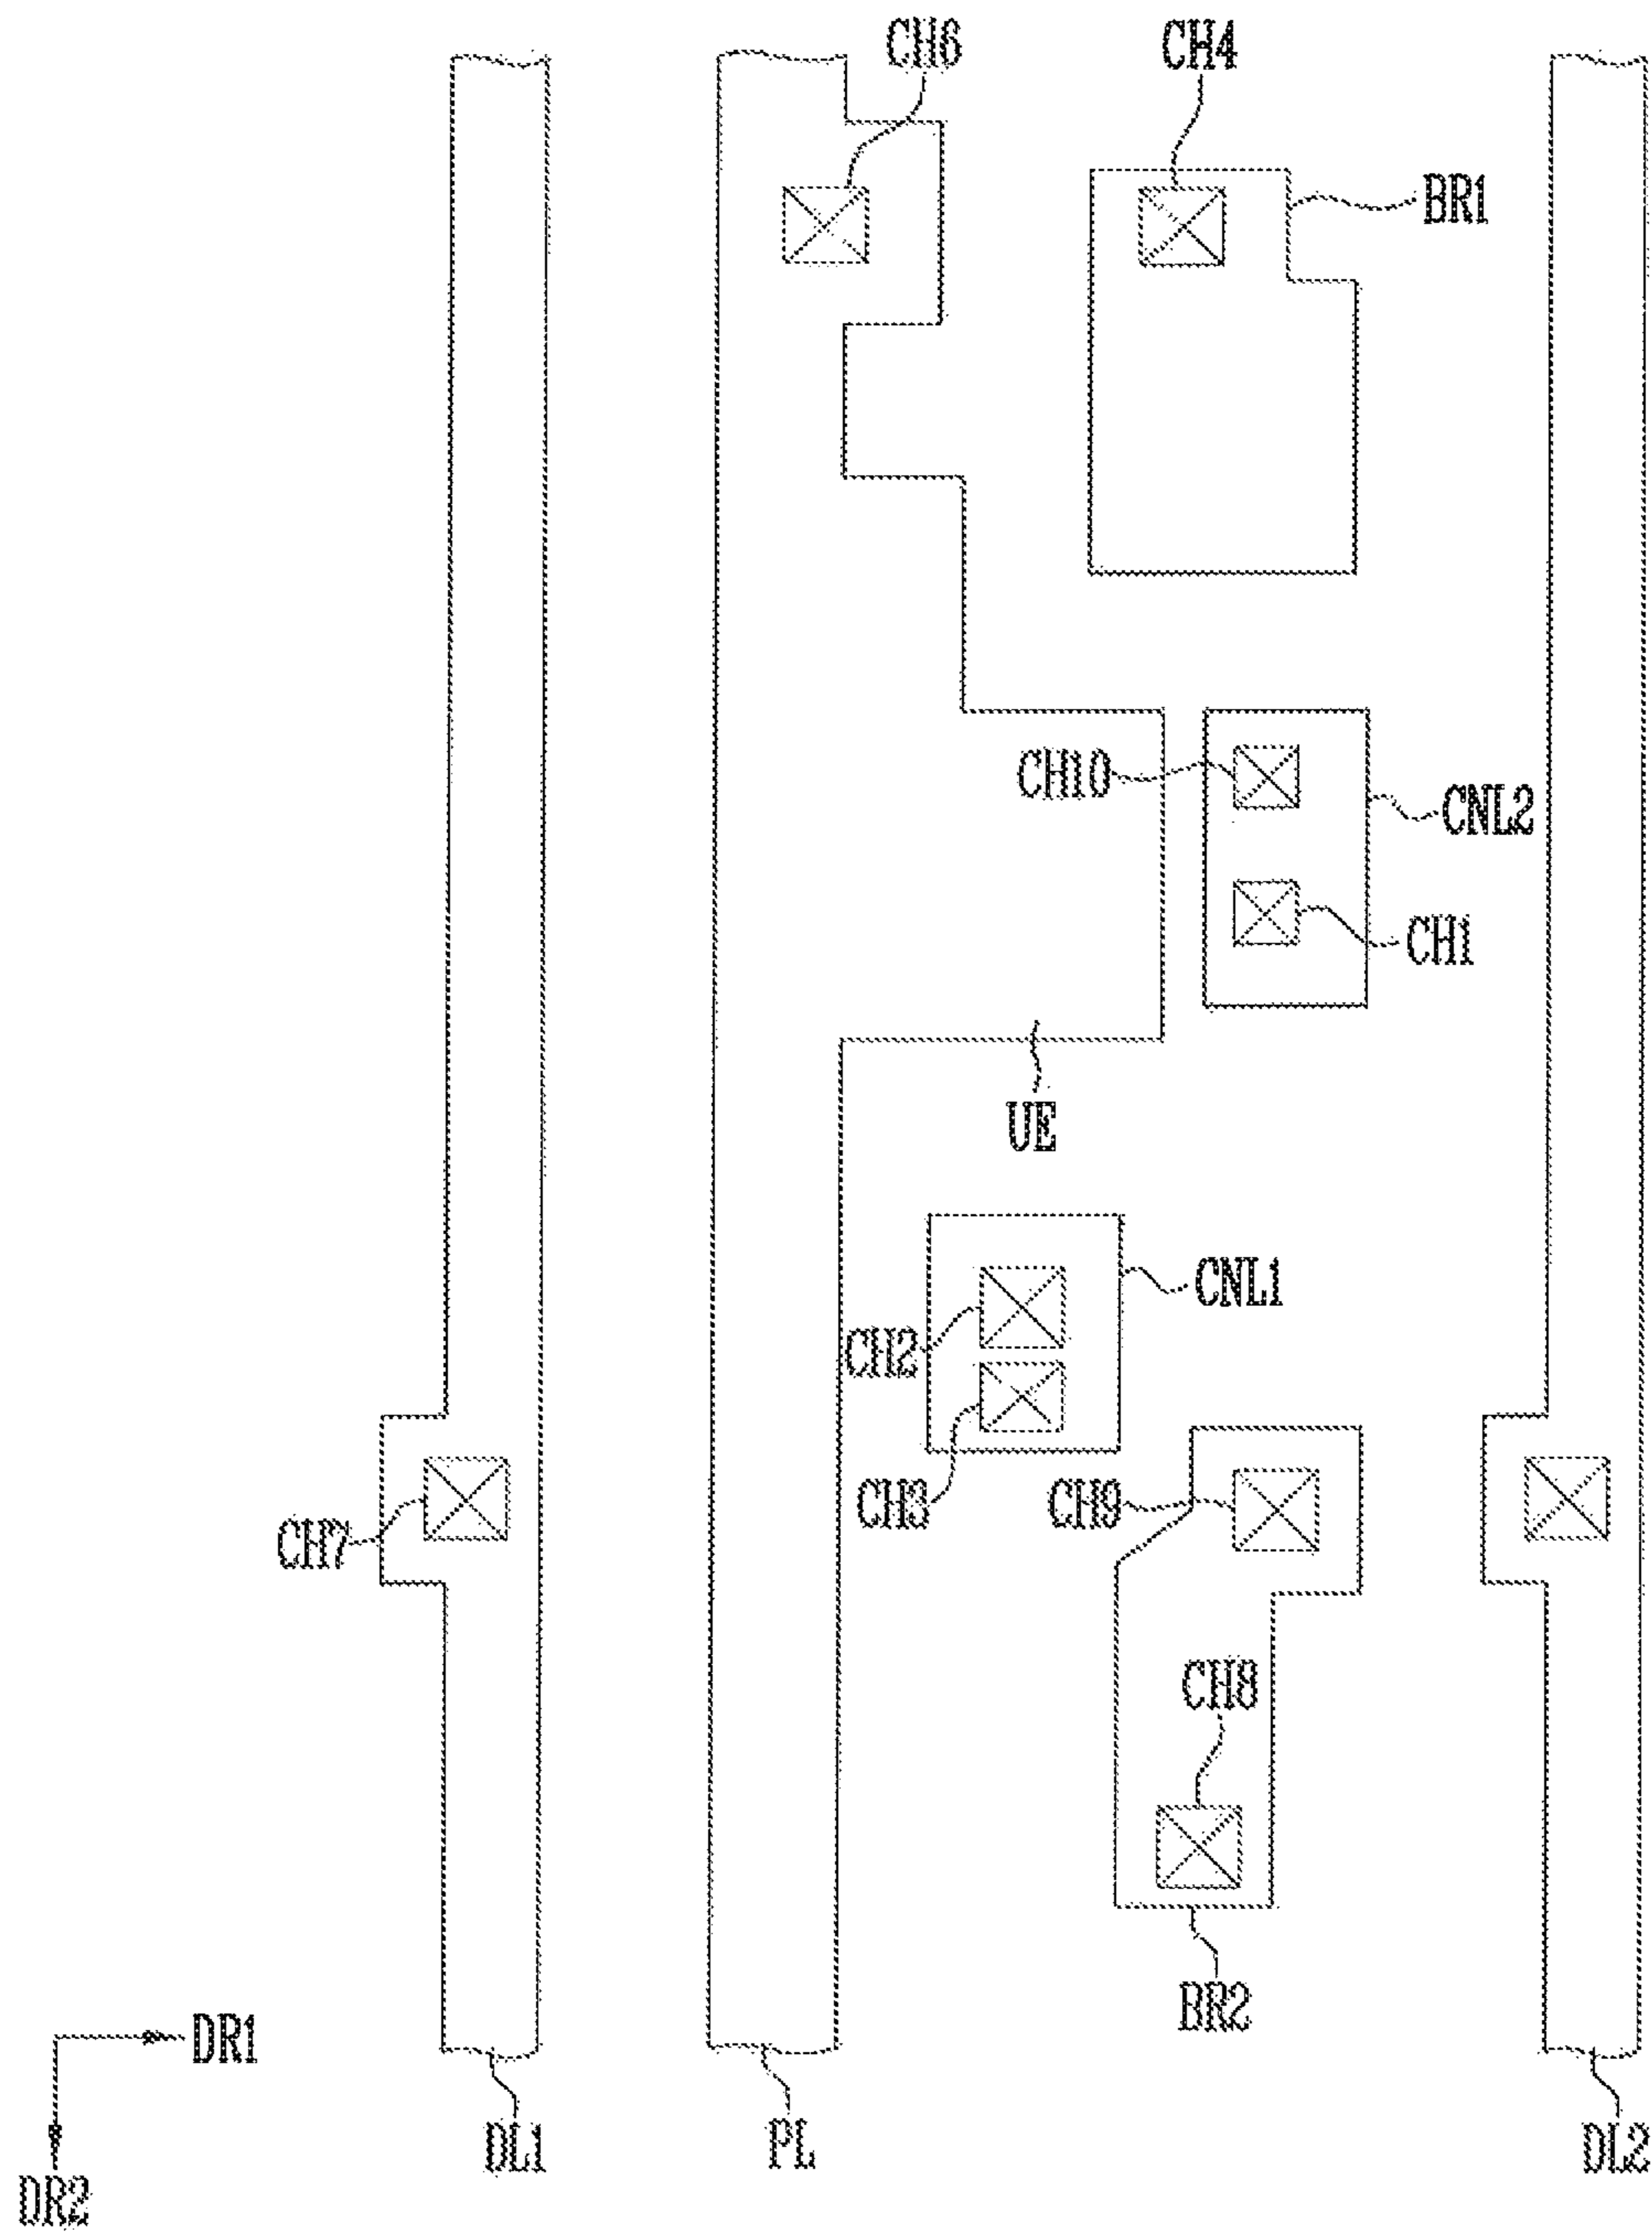 CH6
CH4
BR1
CH10
CNL2
CH1
UE
CNL1
CH2
CH3
CH9
CH7
CH8
BR2
DR1
DR2
DL1
PL
DL2